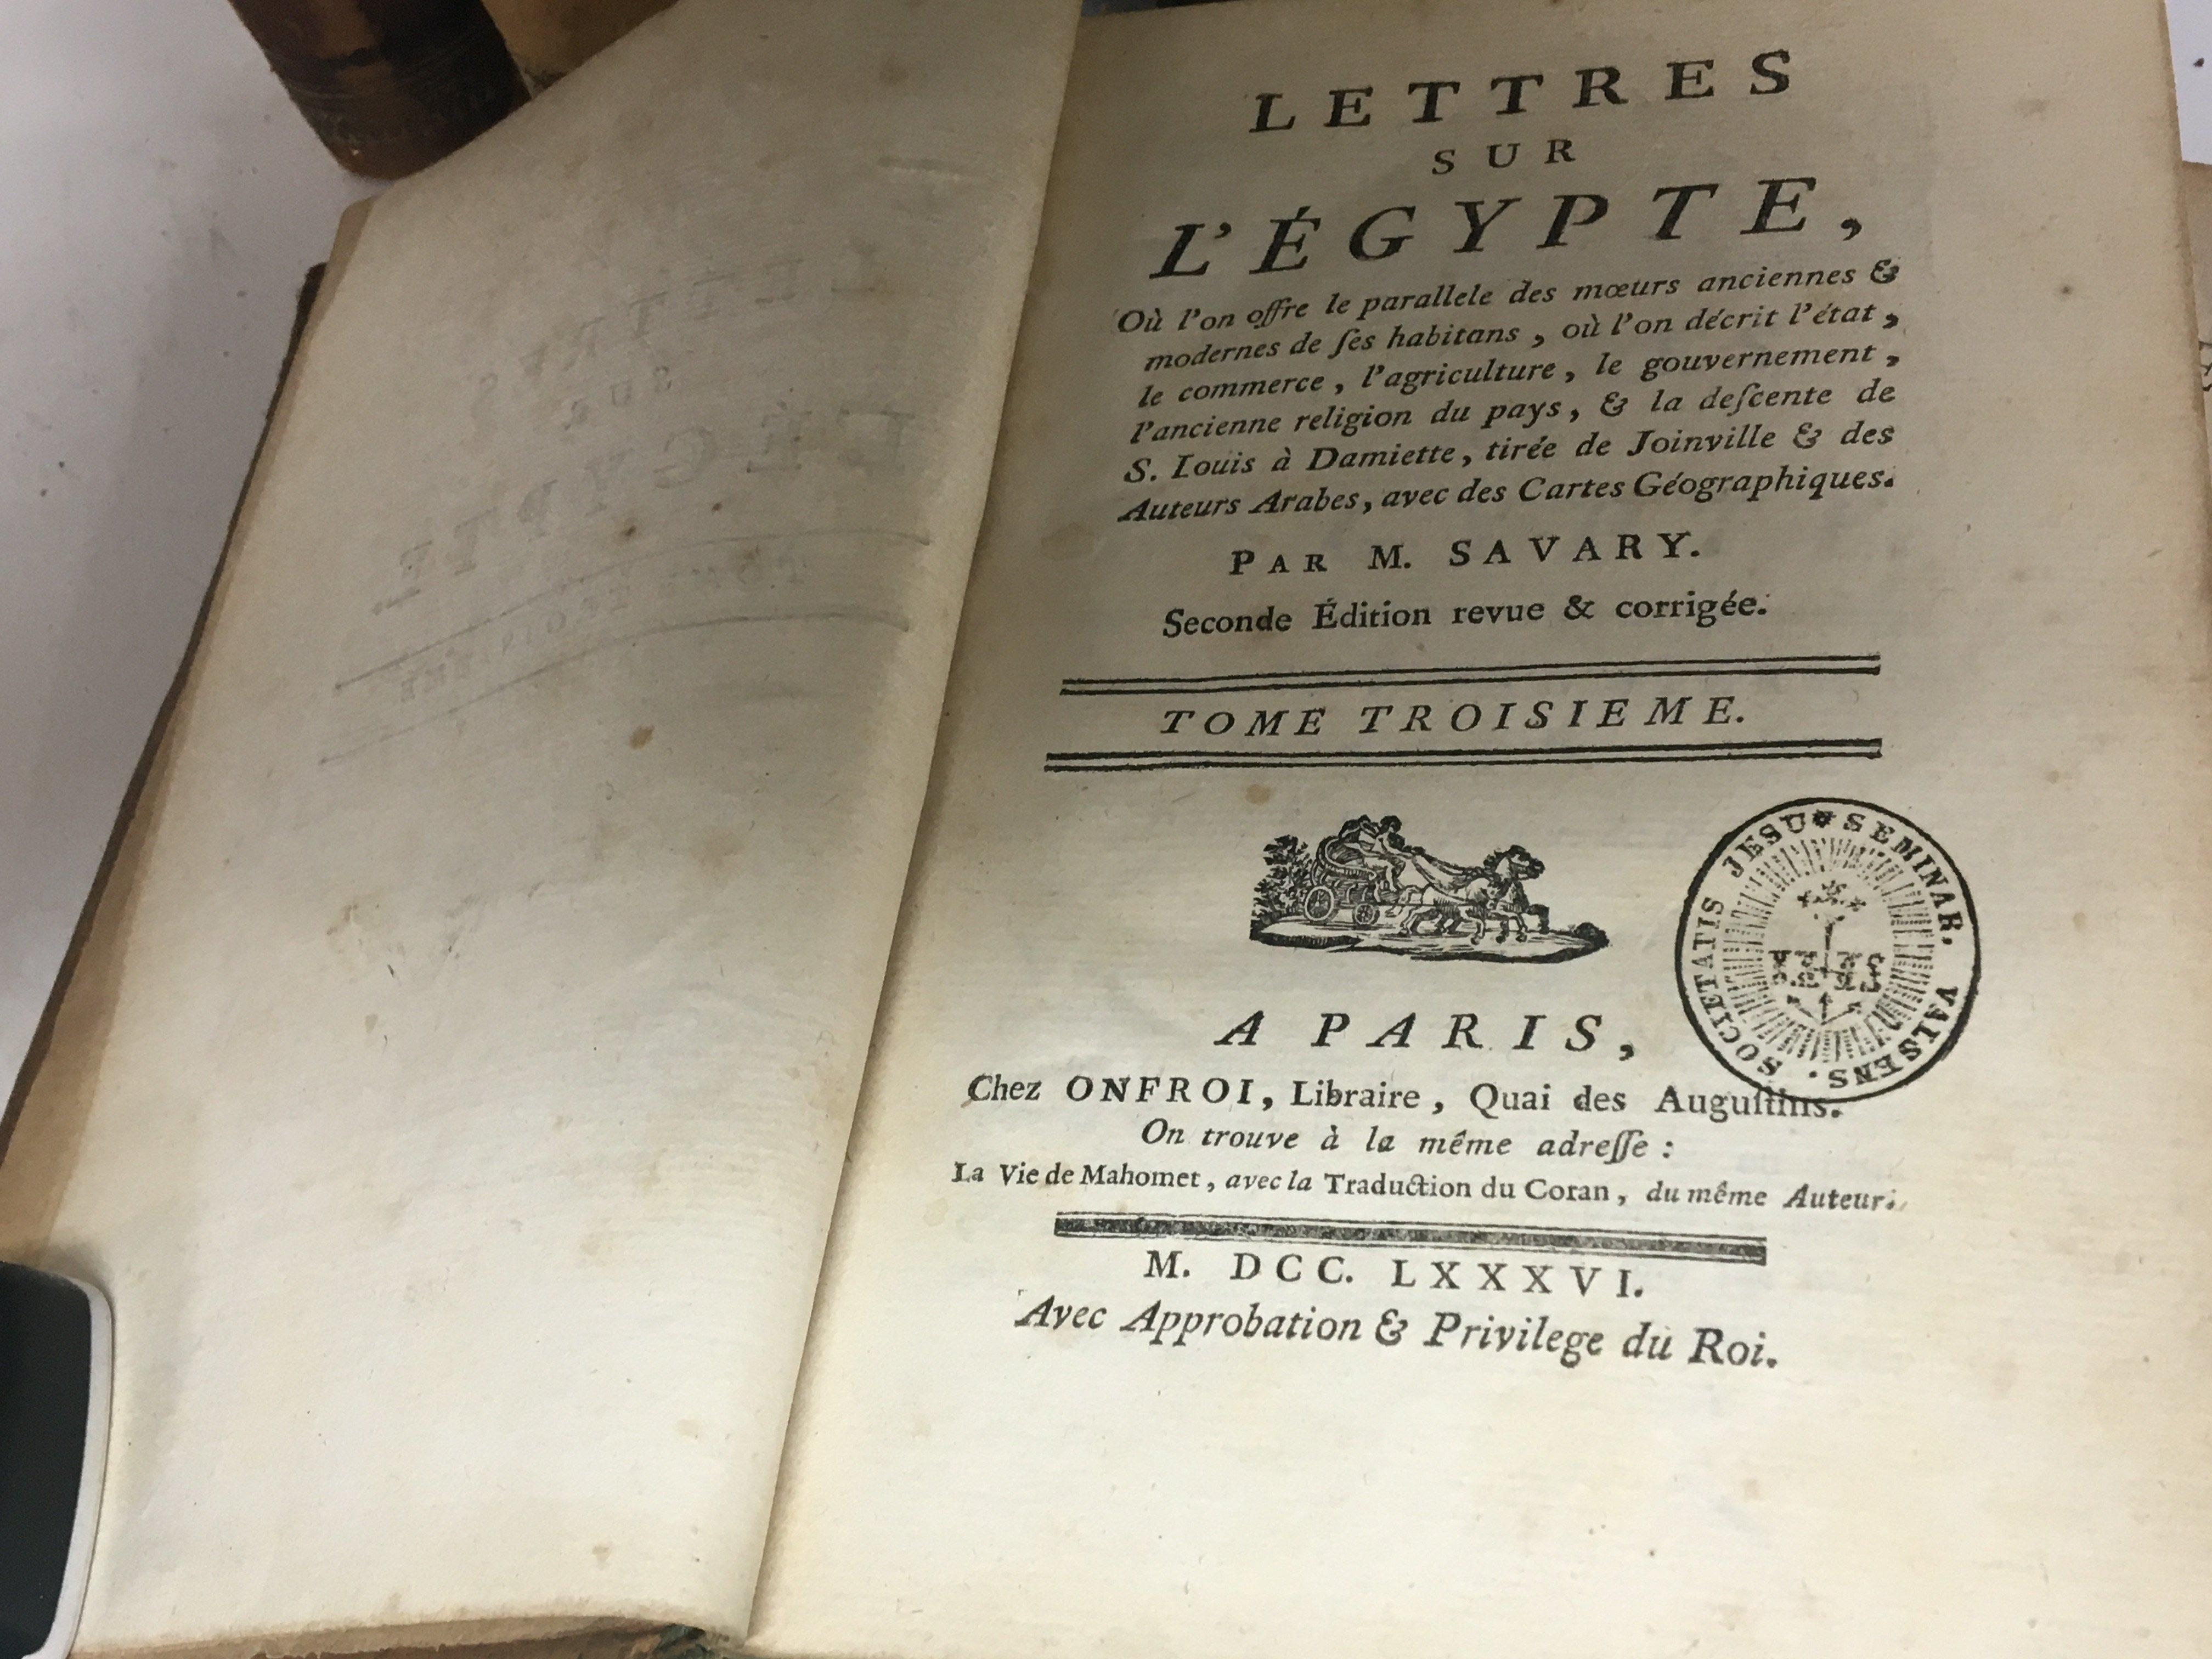 LETTRES
SUR
L'ÉGYPTE,
Où l'on offre le parallele des mœurs anciennes &
modernes de ſes habitans, où l'on décrit l'état,
le commerce, l'agriculture, le gouvernement,
l'ancienne religion du pays, & la deſcente de
S. Louis à Damiette, tirée de Joinville & des
Auteurs Arabes, avec des Cartes Géographiques.
PAR M. SAVARY.
Seconde Édition revue & corrigée.
TOME TROISIEME.
SOCIETATIS JESU * SEMINAR. VALSENS.
A PARIS,
Chez ONFROI, Libraire, Quai des Auguſtins.
On trouve à la même adreſſe :
La Vie de Mahomet, avec la Traduction du Coran, du même Auteur.
M. DCC. LXXXVI.
Avec Approbation & Privilege du Roi.